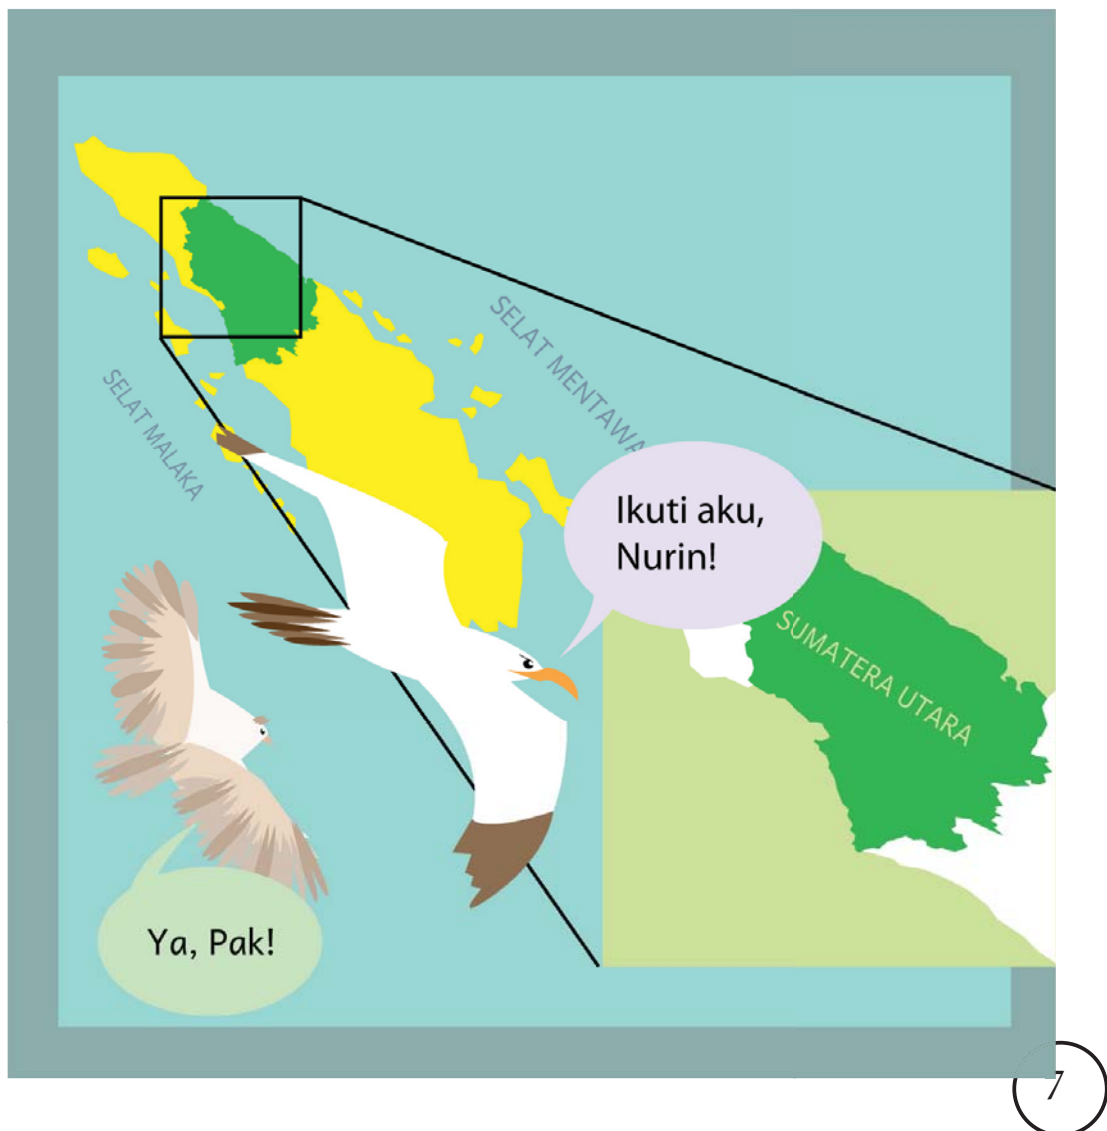 SELAT MENTAWA
SELAT MALAKA
Ikuti aku,
Nurin!
SUMATERA UTARA
Ya, Pak!
7